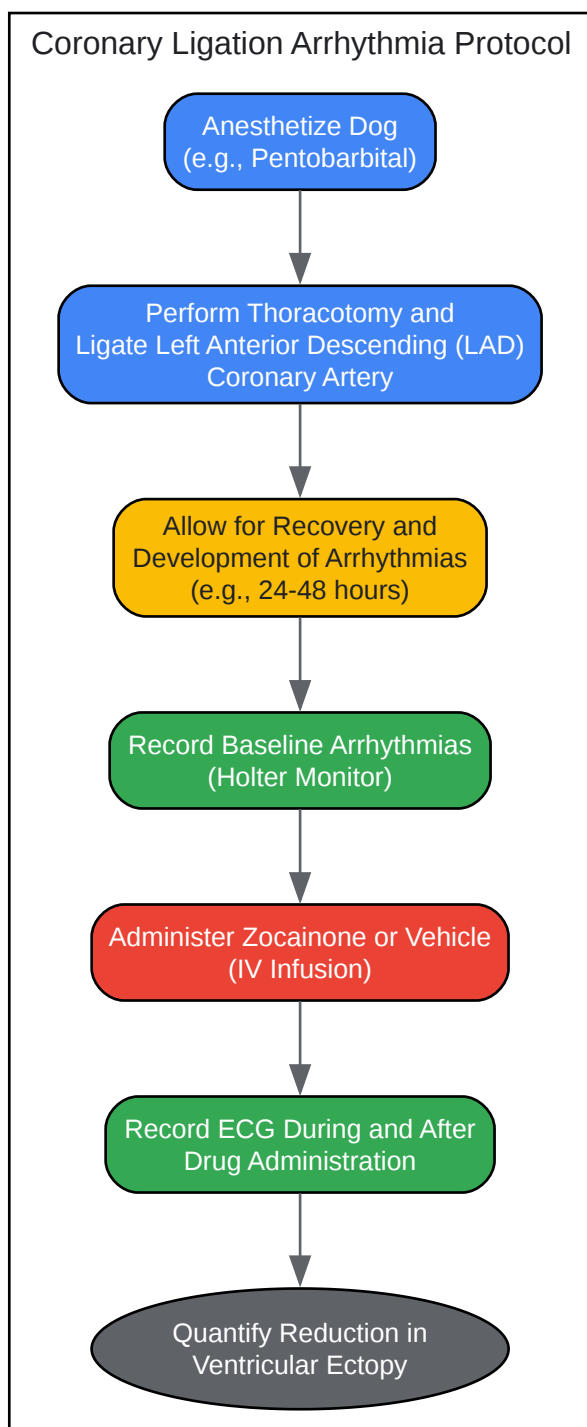 Coronary Ligation Arrhythmia Protocol
Anesthetize Dog
(e.g., Pentobarbital)
Perform Thoracotomy and
Ligate Left Anterior Descending (LAD)
Coronary Artery
Allow for Recovery and
Development of Arrhythmias
(e.g., 24-48 hours)
Record Baseline Arrhythmias
(Holter Monitor)
Administer Zocainone or Vehicle
(IV Infusion)
Record ECG During and After
Drug Administration
Quantify Reduction in
Ventricular Ectopy